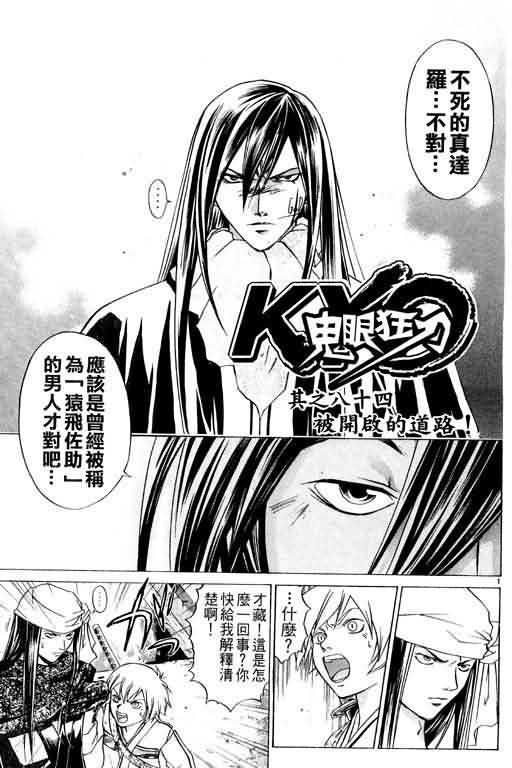 不死的真達
羅…不對…
……
KYO
鬼眼狂刀
其之八十四
被開啟的道路！
應該是曾經被稱
為「猿飛佐助」
的男人才對吧…
1
…什麼？
才藏！這是怎
麼一回事？你
快給我解釋清
楚啊！
……